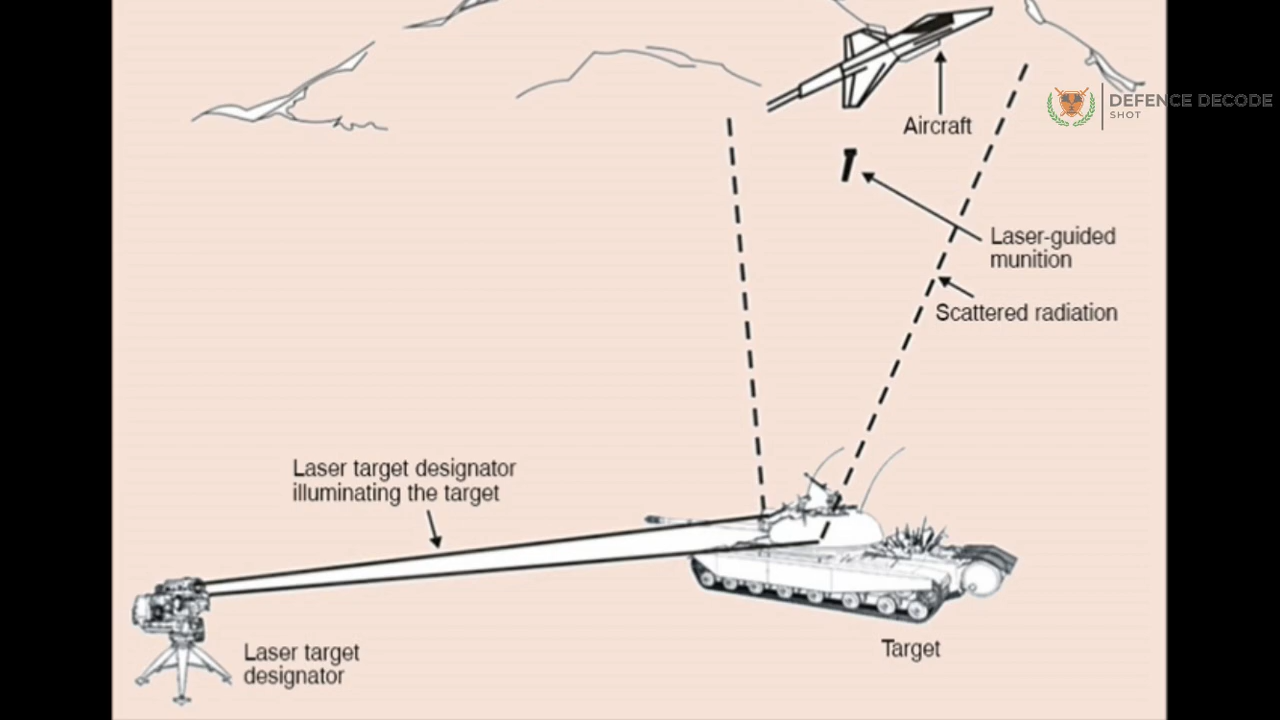 DEFENCE DECODE
SHOT
Aircraft
Laser-guided
munition
Scattered radiation
Laser target designator
illuminating the target
Laser target
designator
Target